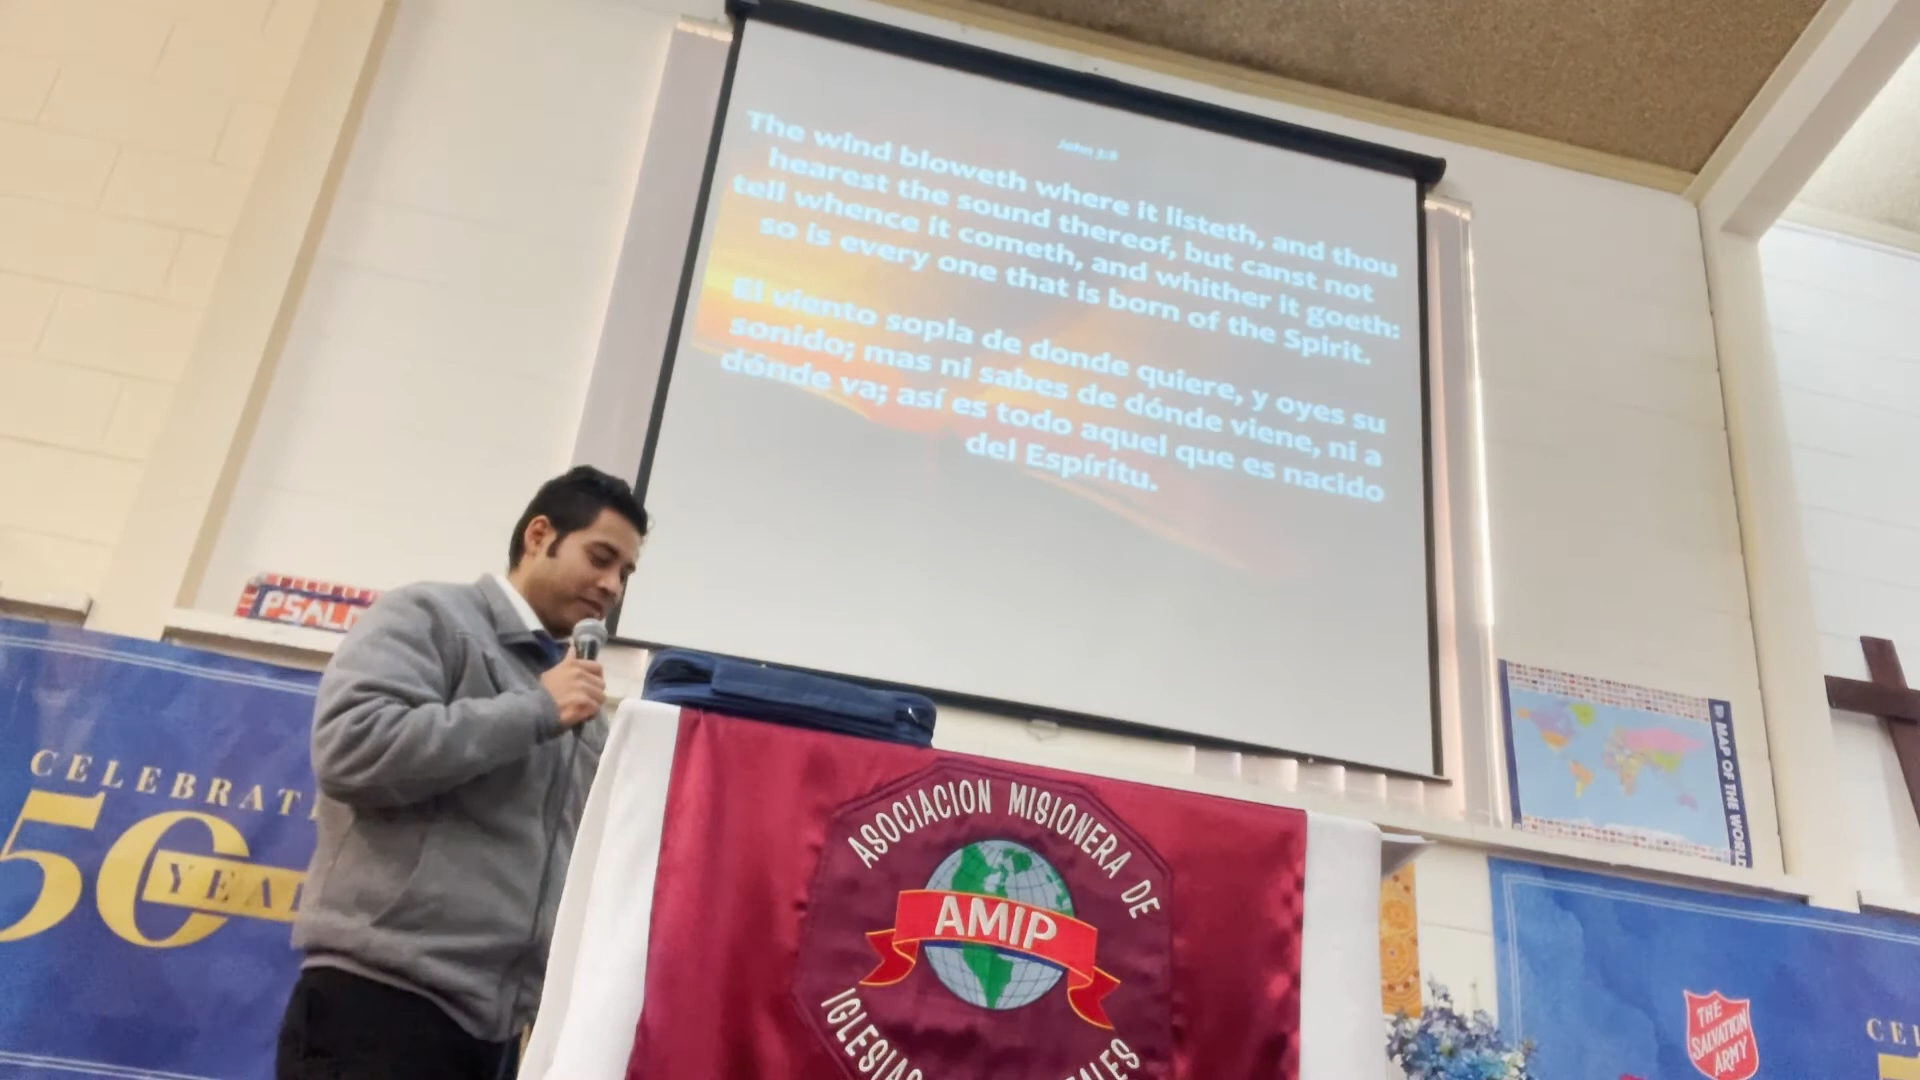 John 3:8
The wind bloweth where it listeth, and thou
hearest the sound thereof, but canst not
tell whence it cometh, and whither it goeth:
so is every one that is born of the Spirit.
El viento sopla de donde quiere, y oyes su
sonido; mas ni sabes de dónde viene, ni a
dónde va; así es todo aquel que es nacido
del Espíritu.
CELEBRAT
50
YEA
ASOCIACION MISIONERA DE
AMIP
IGLESIAS
MAP OF THE WORLD
THE
SALVATION
ARMY
CEL